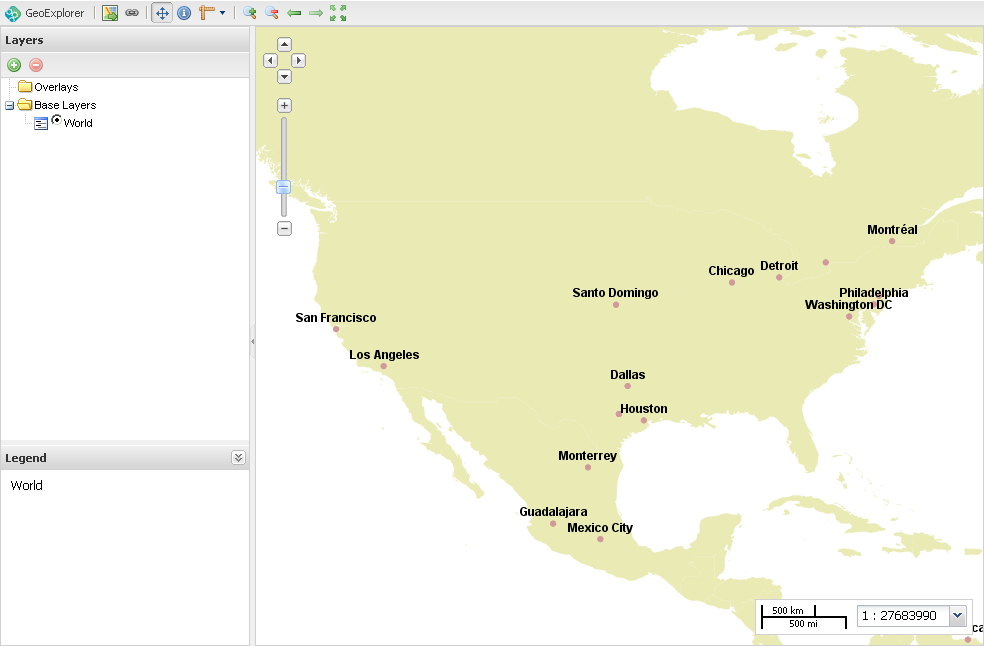 GeoExplorer
Layers
Overlays
Base Layers
World
Legend
World
Montréal
Detroit
Chicago
Santo Domingo
Philadelphia
Washington DC
San Francisco
Los Angeles
Dallas
Houston
Monterrey
Guadalajara
Mexico City
500 km
500 mi
1 : 27683990